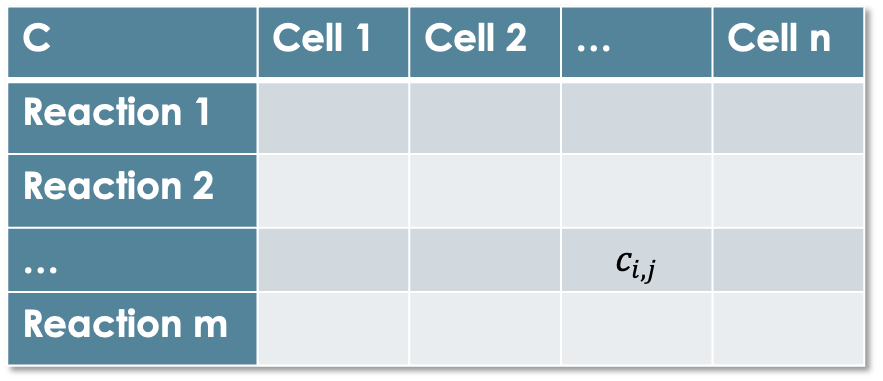 C Cell 1 Cell 2 ... Cell n
Reaction 1
Reaction 2
... c_{i,j}
Reaction m